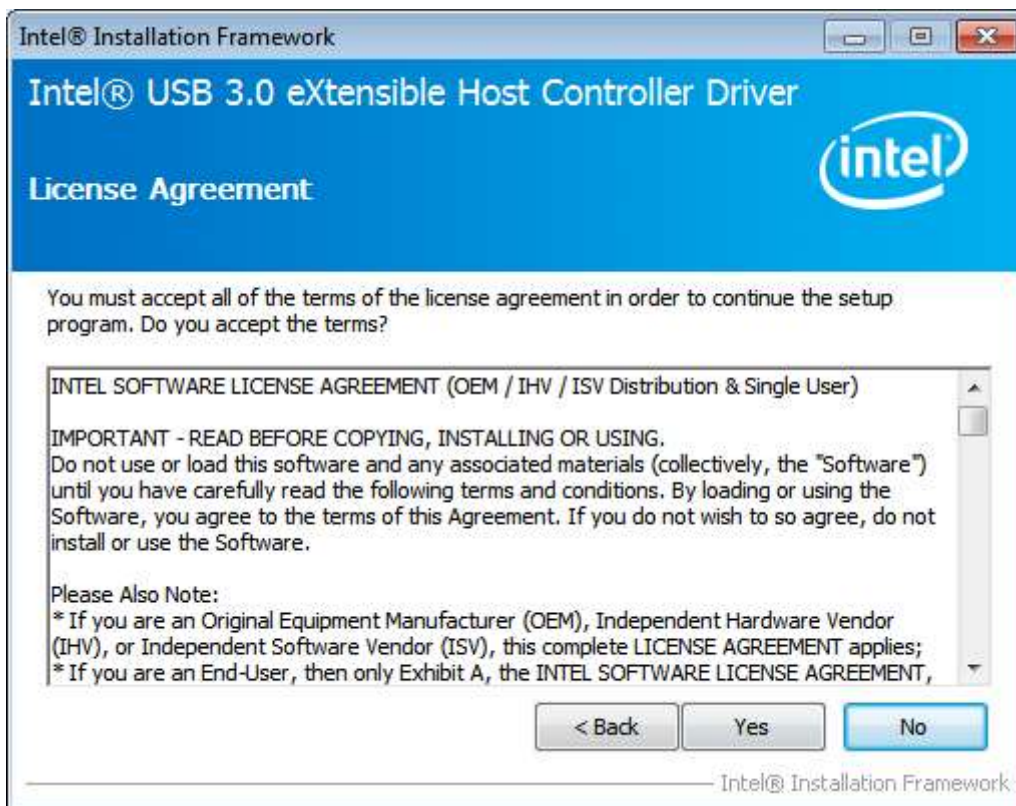 Intel® Installation Framework
Intel® USB 3.0 eXtensible Host Controller Driver
intel
License Agreement
You must accept all of the terms of the license agreement in order to continue the setup
program. Do you accept the terms?
INTEL SOFTWARE LICENSE AGREEMENT (OEM / IHV / ISV Distribution & Single User)
IMPORTANT - READ BEFORE COPYING, INSTALLING OR USING.
Do not use or load this software and any associated materials (collectively, the "Software")
until you have carefully read the following terms and conditions. By loading or using the
Software, you agree to the terms of this Agreement. If you do not wish to so agree, do not
install or use the Software.
Please Also Note:
* If you are an Original Equipment Manufacturer (OEM), Independent Hardware Vendor
(IHV), or Independent Software Vendor (ISV), this complete LICENSE AGREEMENT applies;
* If you are an End-User, then only Exhibit A, the INTEL SOFTWARE LICENSE AGREEMENT,
< Back
Yes
No
Intel® Installation Framework